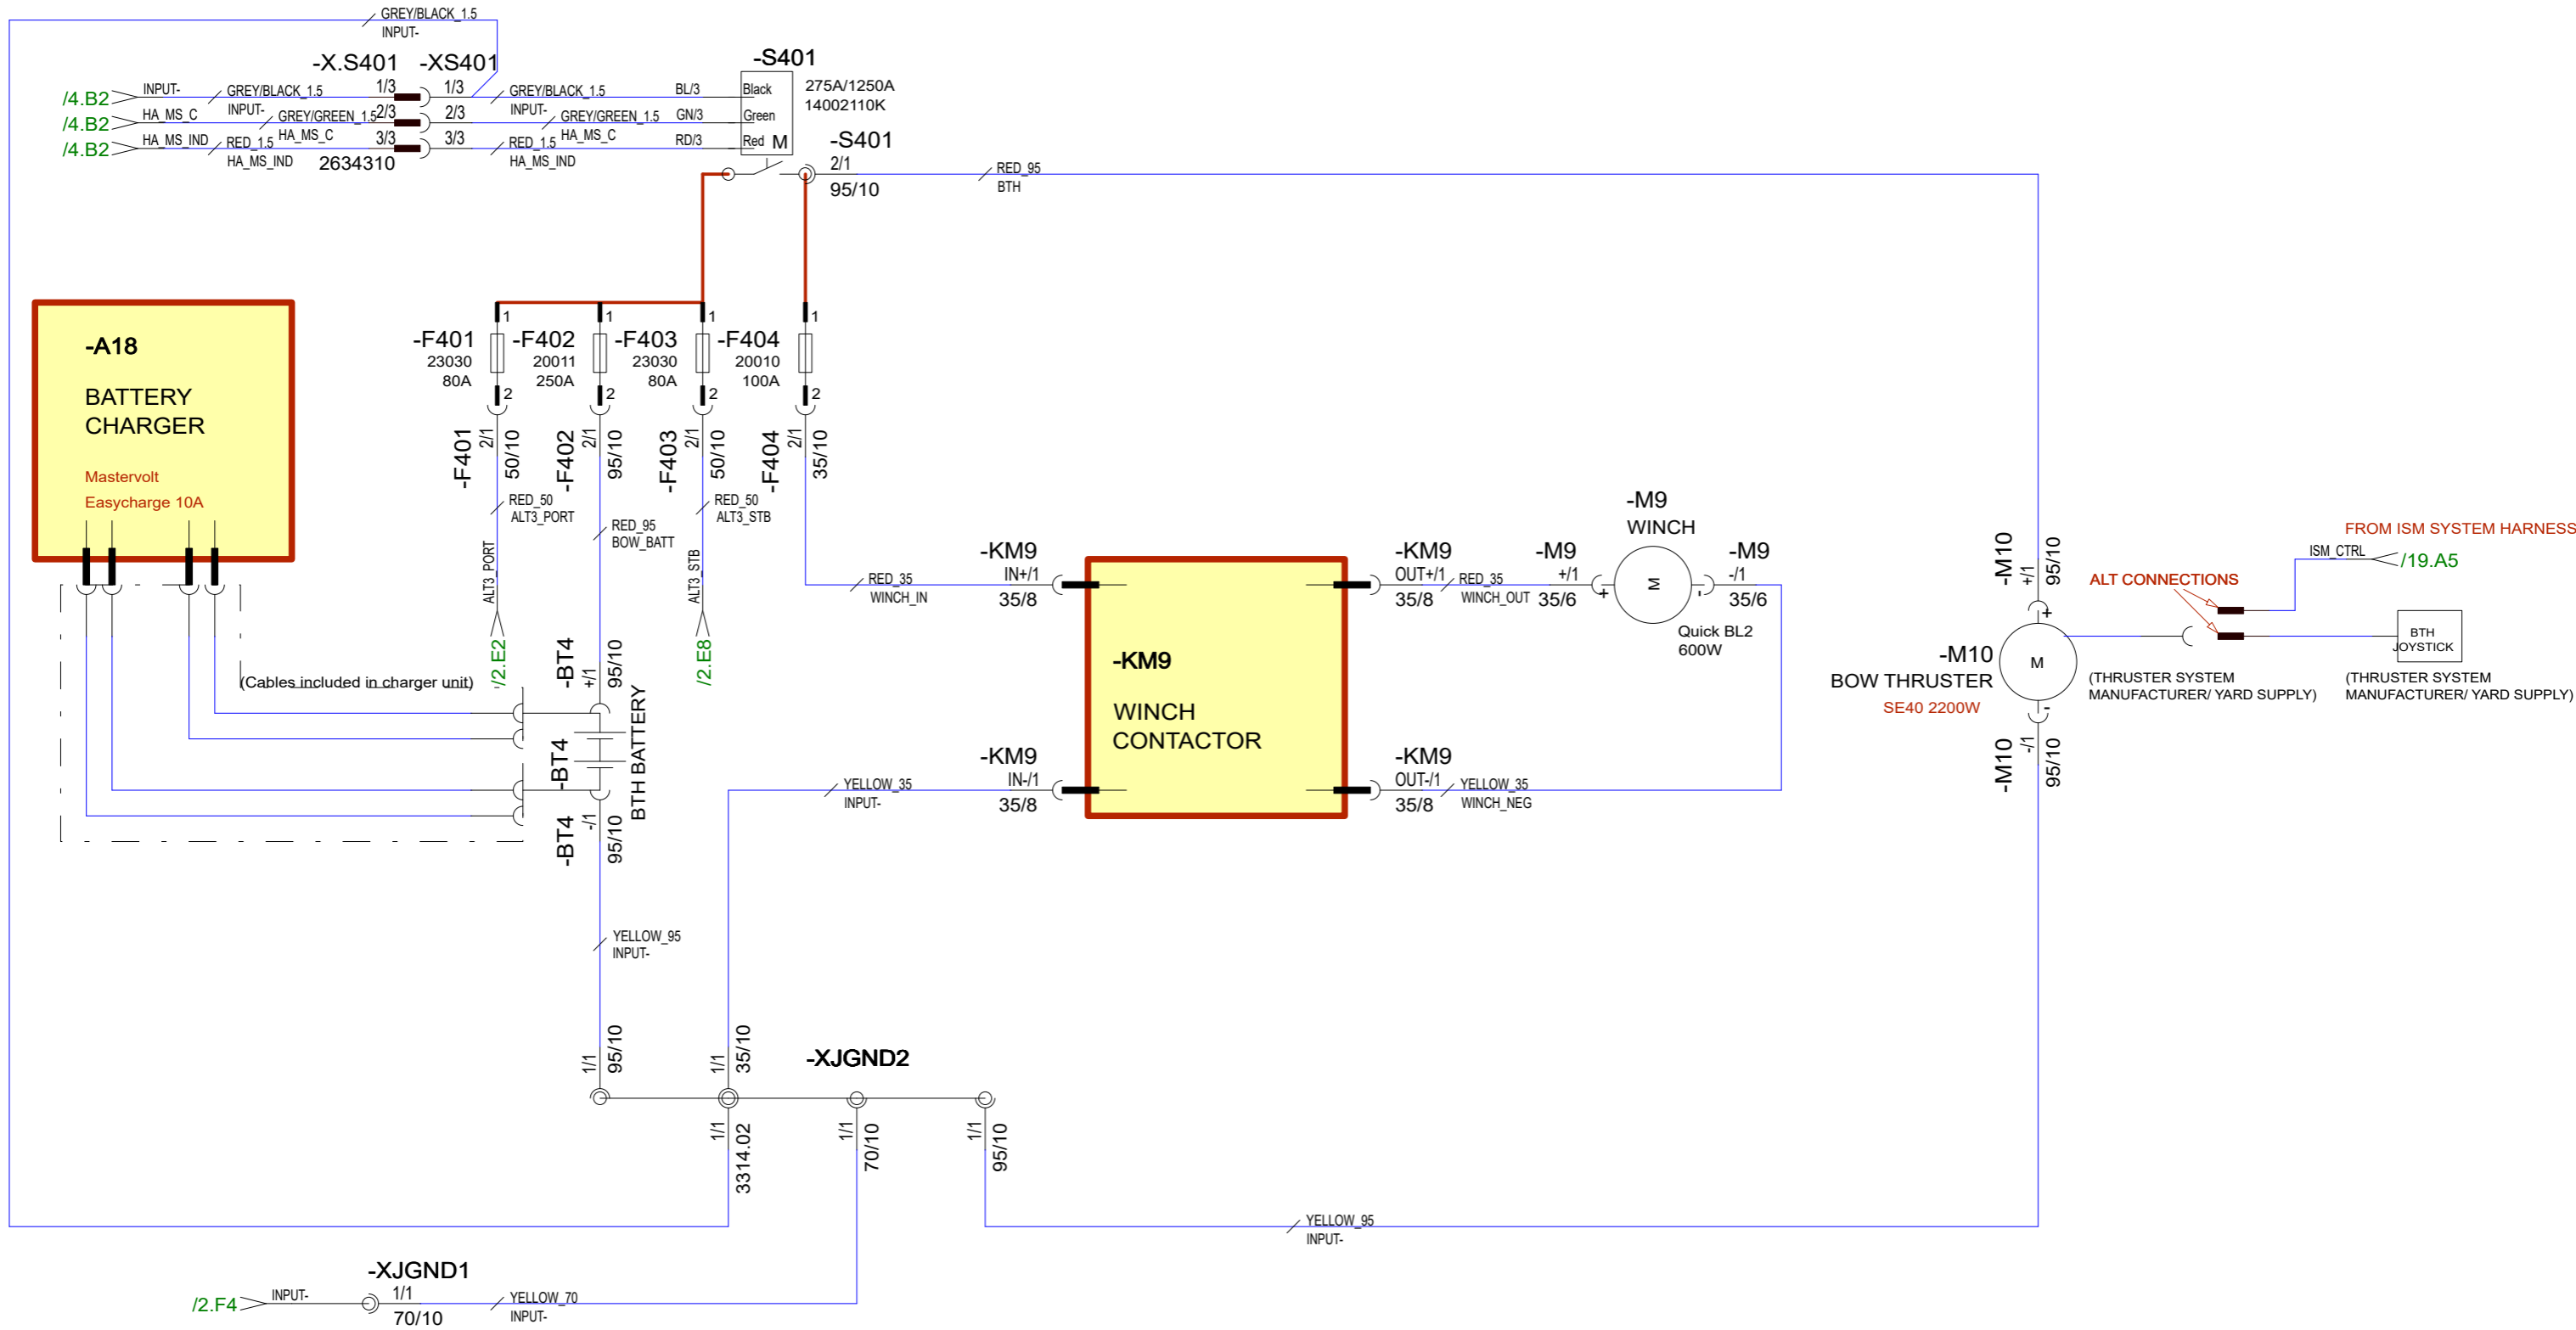 GREY/BLACK_1.5
INPUT-
-X.S401
-XS401
-S401
275A/1250A
14002110K
/4.B2
INPUT-
GREY/BLACK_1.5
INPUT-
1/3
1/3
GREY/BLACK_1.5
INPUT-
BL/3
Black
/4.B2
HA_MS_C
GREY/GREEN_1.5
HA_MS_C
2/3
2/3
GREY/GREEN_1.5
HA_MS_C
GN/3
Green
/4.B2
HA_MS_IND
RED_1.5
HA_MS_IND
3/3
3/3
2634310
RED_1.5
HA_MS_IND
RD/3
Red
M
-S401
2/1
95/10
RED_95
BTH
-A18
BATTERY
CHARGER
Mastervolt
Easycharge 10A
(Cables included in charger unit)
1
-F401
23030
80A
2
1
-F402
20011
250A
2
1
-F403
23030
80A
2
1
-F404
20010
100A
2
-F401
2/1
50/10
-F402
2/1
95/10
-F403
2/1
50/10
-F404
2/1
35/10
RED_50
ALT3_PORT
ALT3_PORT
/2.E2
RED_95
BOW_BATT
RED_50
ALT3_STB
ALT3_STB
/2.E8
-BT4
+/1
95/10
-BT4
BTH BATTERY
-BT4
-/1
95/10
RED_35
WINCH_IN
-KM9
IN+/1
35/8
-KM9
WINCH
CONTACTOR
-KM9
OUT+/1
35/8
RED_35
WINCH_OUT
-M9
+/1
35/6
-M9
WINCH
+
M
-
-M9
-/1
35/6
Quick BL2
600W
YELLOW_35
INPUT-
-KM9
IN-/1
35/8
-KM9
OUT-/1
35/8
YELLOW_35
WINCH_NEG
-M10
+/1
95/10
+
M
-
-M10
BOW THRUSTER
SE40 2200W
-M10
-/1
95/10
FROM ISM SYSTEM HARNESS
ISM_CTRL
/19.A5
ALT CONNECTIONS
BTH
JOYSTICK
(THRUSTER SYSTEM
MANUFACTURER/ YARD SUPPLY)
(THRUSTER SYSTEM
MANUFACTURER/ YARD SUPPLY)
YELLOW_95
INPUT-
1/1
95/10
1/1
35/10
-XJGND2
1/1
3314.02
1/1
70/10
1/1
95/10
YELLOW_95
INPUT-
/2.F4
INPUT-
-XJGND1
1/1
70/10
YELLOW_70
INPUT-